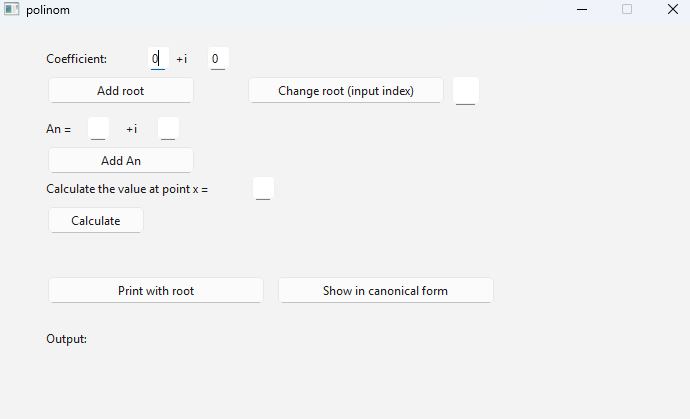 polinom
Coefficient: 0 +i 0
Add root Change root (input index)
An = +i
Add An
Calculate the value at point x =
Calculate
Print with root Show in canonical form
Output: